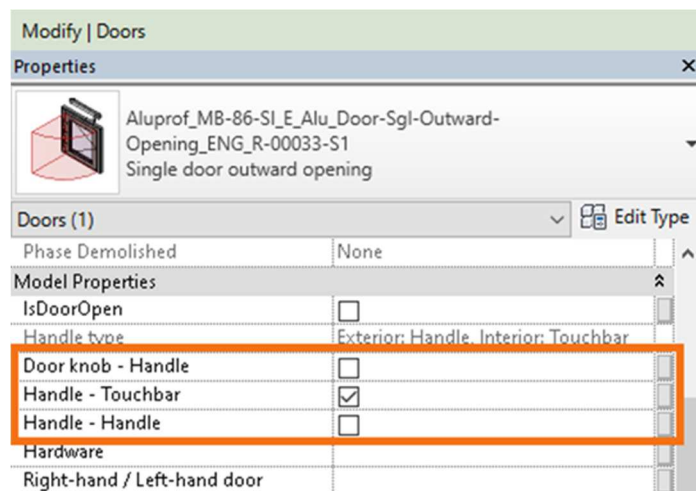 Modify | Doors
Properties
Aluprof_MB-86-SI_E_Alu_Door-Sgl-Outward-
Opening_ENG_R-00033-S1
Single door outward opening
Doors (1) Edit Type
Phase Demolished None
Model Properties
IsDoorOpen
Handle type Exterior: Handle, Interior: Touchbar
Door knob - Handle
Handle - Touchbar
Handle - Handle
Hardware
Right-hand / Left-hand door